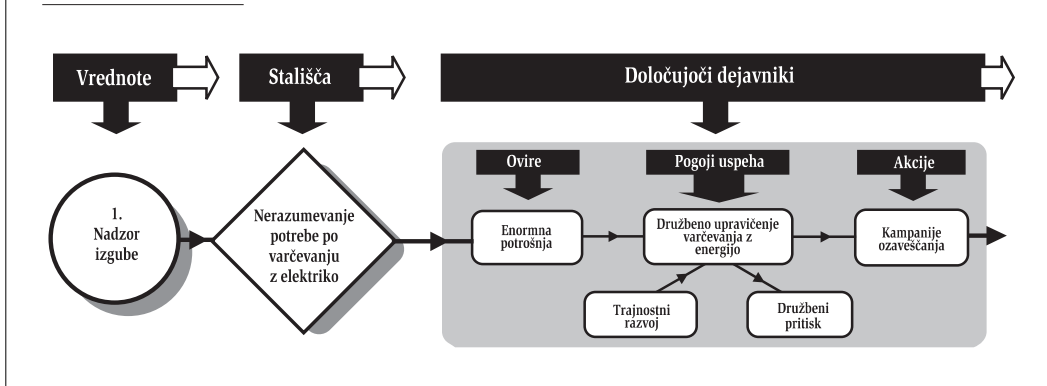 Vrednote
Stališča
Določujoči dejavniki
Ovire
Pogoji uspeha
Akcije
1.
Nadzor
izgube
Nerazumevanje
potrebe po
varčevanju
z elektriko
Enormna
potrošnja
Družbeno upravičenje
varčevanja z
energijo
Kampanije
ozaveščanja
Trajnostni
razvoj
Družbeni
pritisk